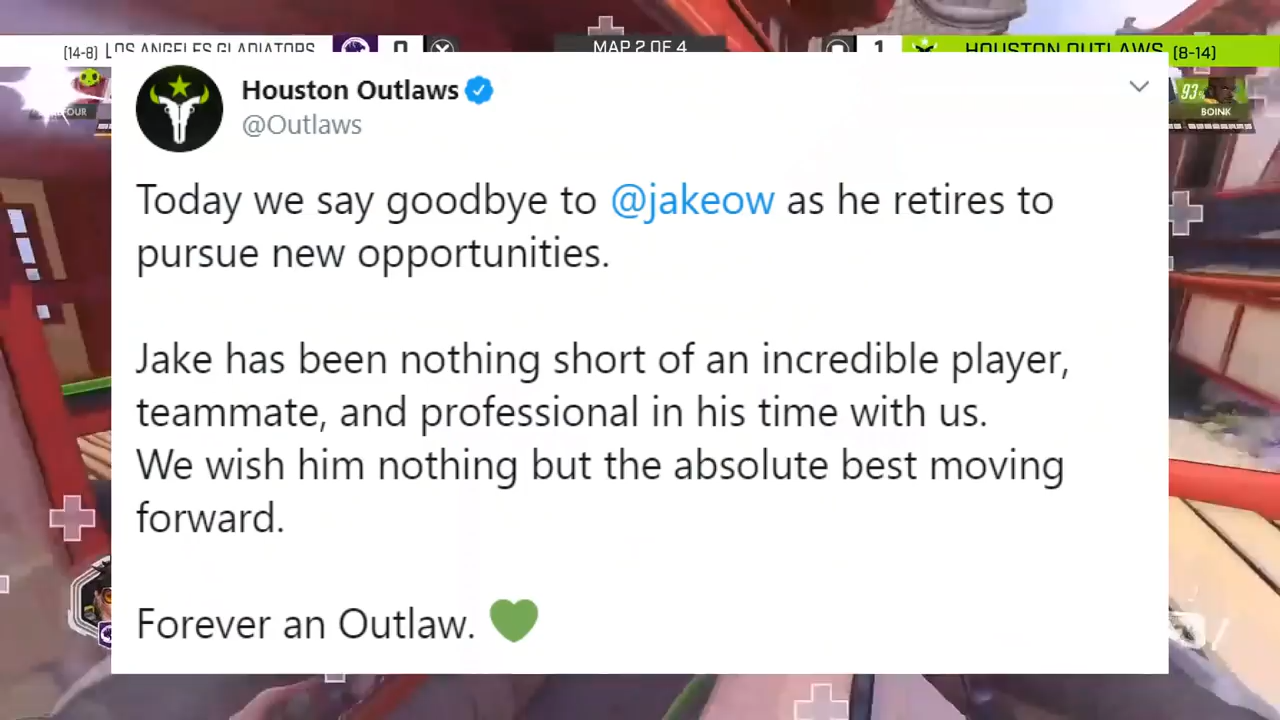 (14-8) LOS ANGELES GLADIATORS 0 MAP 2 OF 4 1 HOUSTON OUTLAWS (8-14)
Houston Outlaws
@Outlaws
93%
BOINK
Today we say goodbye to @jakeow as he retires to
pursue new opportunities.
Jake has been nothing short of an incredible player,
teammate, and professional in his time with us.
We wish him nothing but the absolute best moving
forward.
Forever an Outlaw. 💚